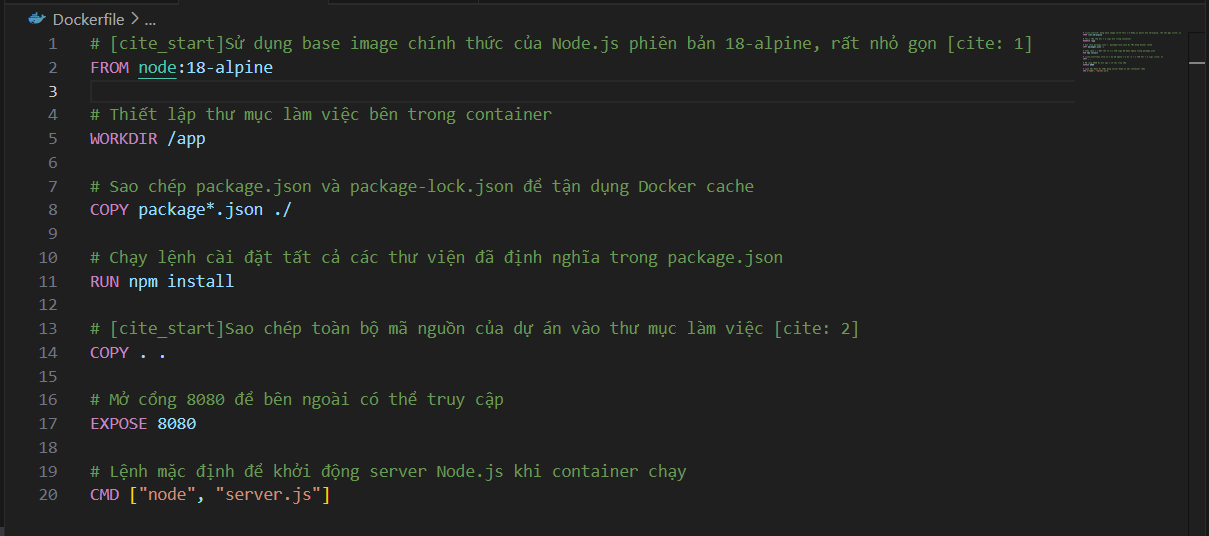 Dockerfile > ...
1 # [cite_start]Sử dụng base image chính thức của Node.js phiên bản 18-alpine, rất nhỏ gọn [cite: 1]
2 FROM node:18-alpine
3
4 # Thiết lập thư mục làm việc bên trong container
5 WORKDIR /app
6
7 # Sao chép package.json và package-lock.json để tận dụng Docker cache
8 COPY package*.json ./
9
10 # Chạy lệnh cài đặt tất cả các thư viện đã định nghĩa trong package.json
11 RUN npm install
12
13 # [cite_start]Sao chép toàn bộ mã nguồn của dự án vào thư mục làm việc [cite: 2]
14 COPY . .
15
16 # Mở cổng 8080 để bên ngoài có thể truy cập
17 EXPOSE 8080
18
19 # Lệnh mặc định để khởi động server Node.js khi container chạy
20 CMD ["node", "server.js"]